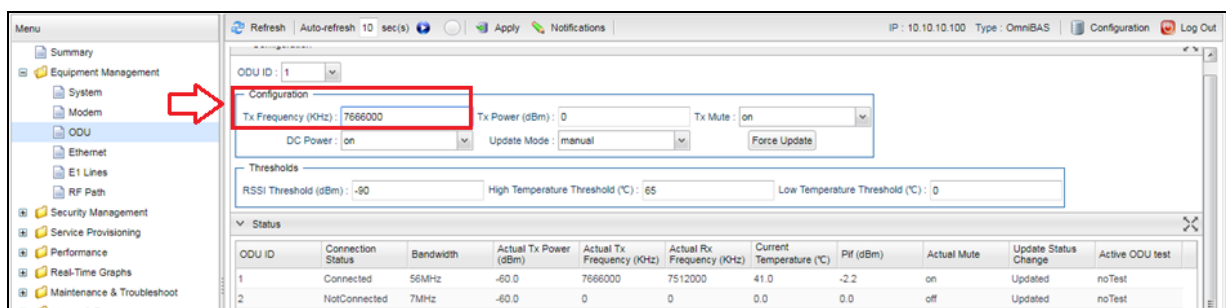 Menu
Refresh Auto-refresh 10 sec(s) Apply Notifications IP : 10.10.10.100 Type : OmniBAS Configuration Log Out
Summary
Equipment Management
System
Modem
ODU
Ethernet
E1 Lines
RF Path
Security Management
Service Provisioning
Performance
Real-Time Graphs
Maintenance & Troubleshoot
Configuration
ODU ID : 1
Configuration
Tx Frequency (KHz) : 7666000 Tx Power (dBm) : 0 Tx Mute : on
DC Power : on Update Mode : manual Force Update
Thresholds
RSSI Threshold (dBm) : -90 High Temperature Threshold (℃) : 65 Low Temperature Threshold (℃) : 0
Status
ODU ID Connection Status Bandwidth Actual Tx Power (dBm) Actual Tx Frequency (KHz) Actual Rx Frequency (KHz) Current Temperature (℃) Pif (dBm) Actual Mute Update Status Change Active ODU test
1 Connected 56MHz -60.0 7666000 7512000 41.0 -2.2 on Updated noTest
2 NotConnected 7MHz -60.0 0 0 0.0 0.0 off Updated noTest